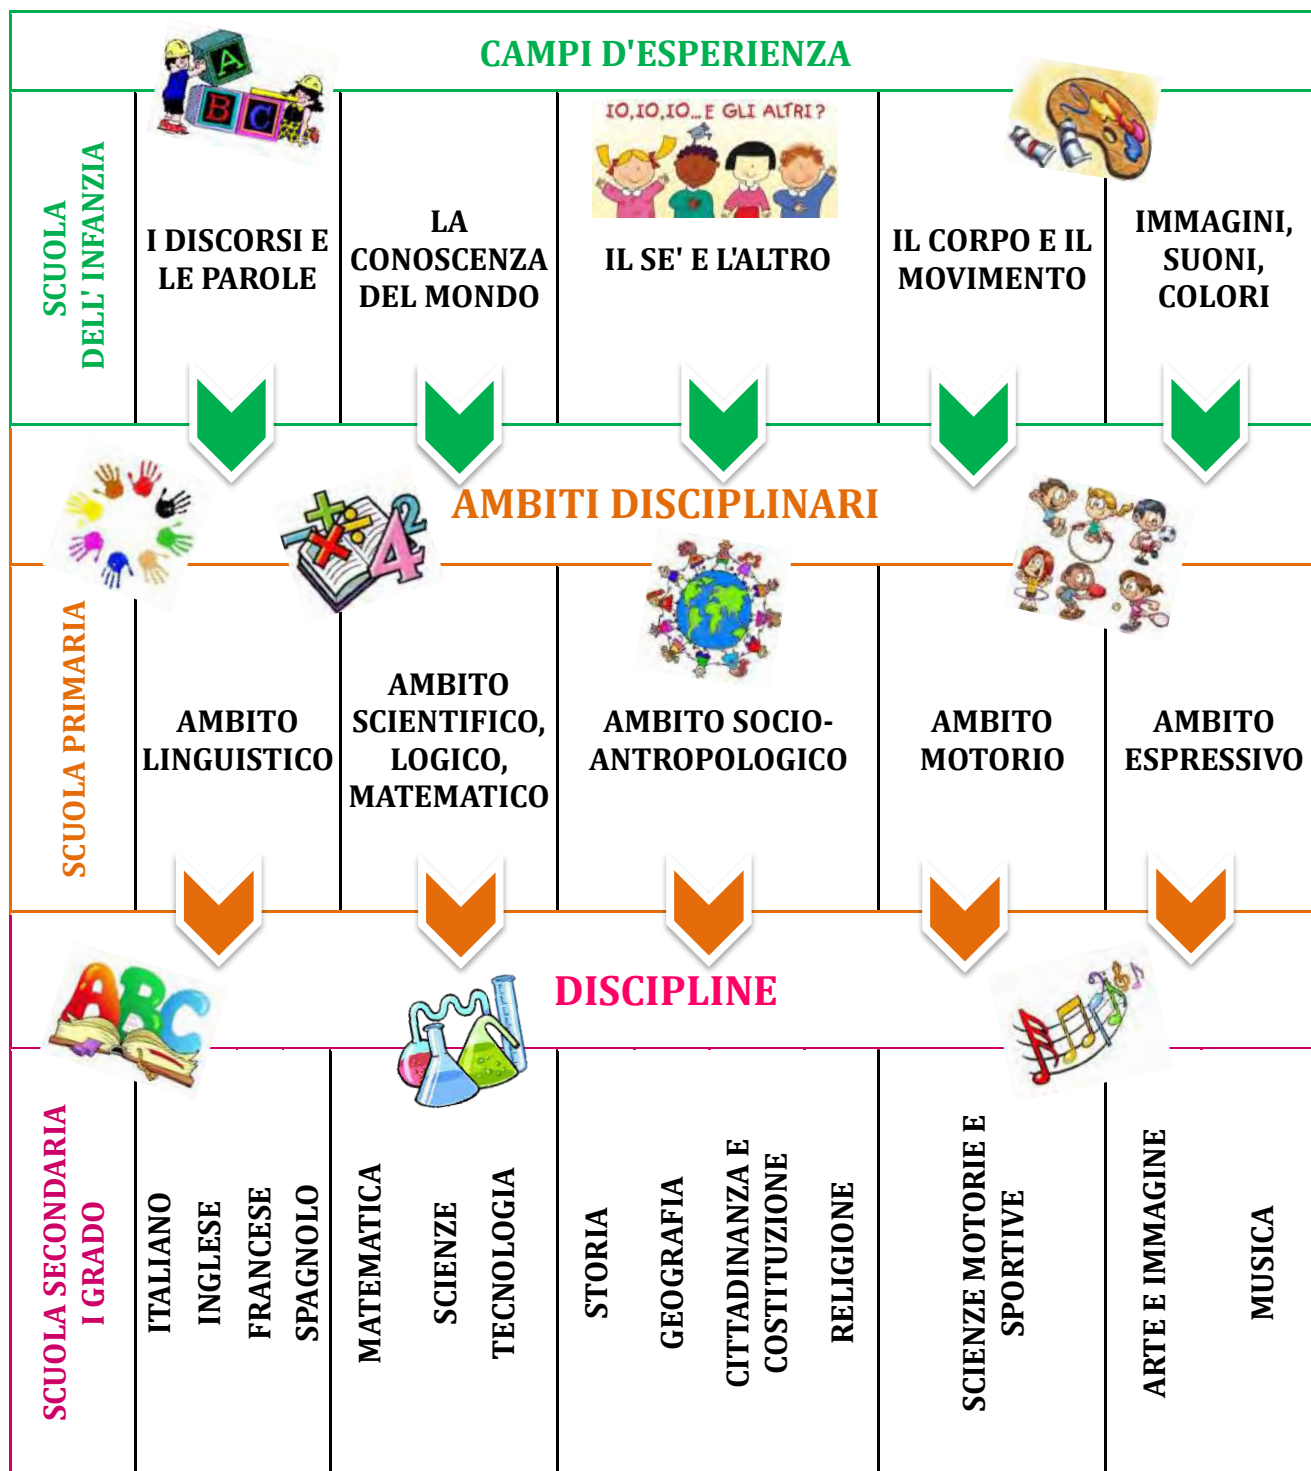 CAMPI D'ESPERIENZA
SCUOLA
DELL' INFANZIA
A
B C
IO, IO, IO... E GLI ALTRI?
I DISCORSI E
LE PAROLE
LA
CONOSCENZA
DEL MONDO
IL SE' E L'ALTRO
IL CORPO E IL
MOVIMENTO
IMMAGINI,
SUONI,
COLORI
AMBITI DISCIPLINARI
4 2
SCUOLA PRIMARIA
AMBITO
LINGUISTICO
AMBITO
SCIENTIFICO,
LOGICO,
MATEMATICO
AMBITO SOCIO-
ANTROPOLOGICO
AMBITO
MOTORIO
AMBITO
ESPRESSIVO
DISCIPLINE
ABC
SCUOLA SECONDARIA
I GRADO
ITALIANO
INGLESE
FRANCESE
SPAGNOLO
MATEMATICA
SCIENZE
TECNOLOGIA
STORIA
GEOGRAFIA
CITTADINANZA E
COSTITUZIONE
RELIGIONE
SCIENZE MOTORIE E
SPORTIVE
ARTE E IMMAGINE
MUSICA